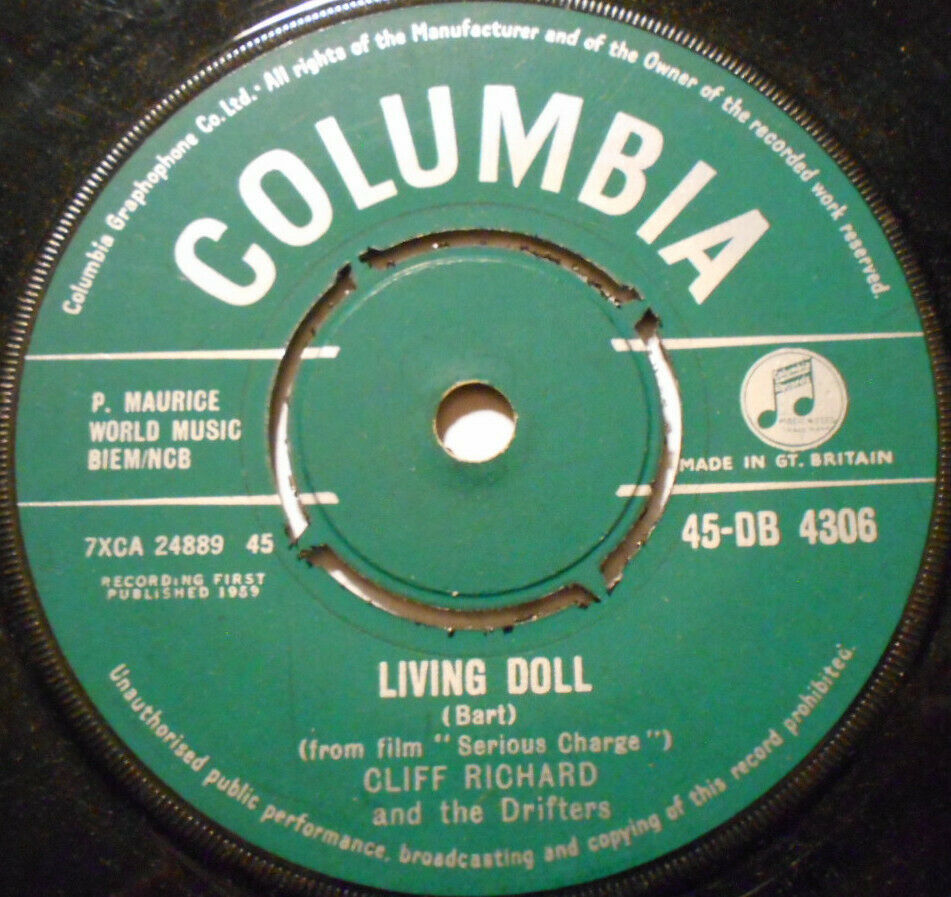 Columbia Graphophone Co. Ltd. · All rights of the Manufacturer and of the Owner of the recorded work reserved.
COLUMBIA
P. MAURICE
WORLD MUSIC
BIEM/NCB
MADE IN GT. BRITAIN
7XCA 24889 45
45-DB 4306
RECORDING FIRST
PUBLISHED 1959
LIVING DOLL
(Bart)
(from film "Serious Charge")
CLIFF RICHARD
and the Drifters
Unauthorised public performance, broadcasting and copying of this record prohibited.